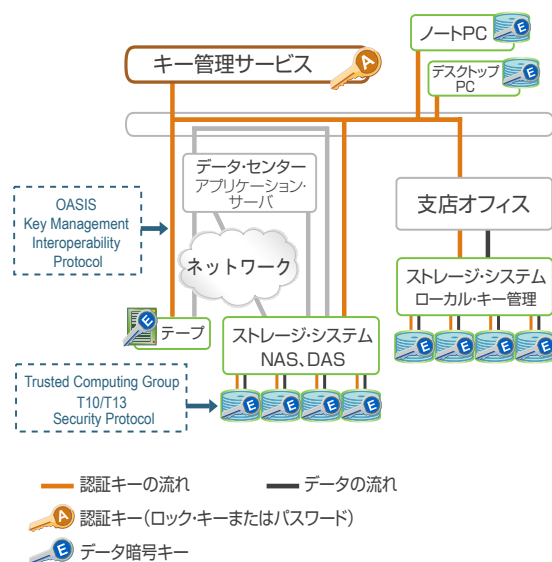 ノートPC
E
キー管理サービス
A
デスクトップ
PC
E
データ・センター
アプリケーション・
サーバ
OASIS
Key Management
Interoperability
Protocol
支店オフィス
ネットワーク
ストレージ・システム
ローカル・キー管理
E
テープ
ストレージ・システム
NAS、DAS
E E E E
Trusted Computing Group
T10/T13
Security Protocol
E E E E
認証キーの流れ
データの流れ
A
認証キー（ロック・キーまたはパスワード）
E
データ暗号キー